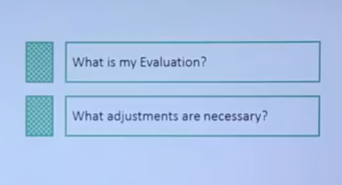 What is my Evaluation?
What adjustments are necessary?